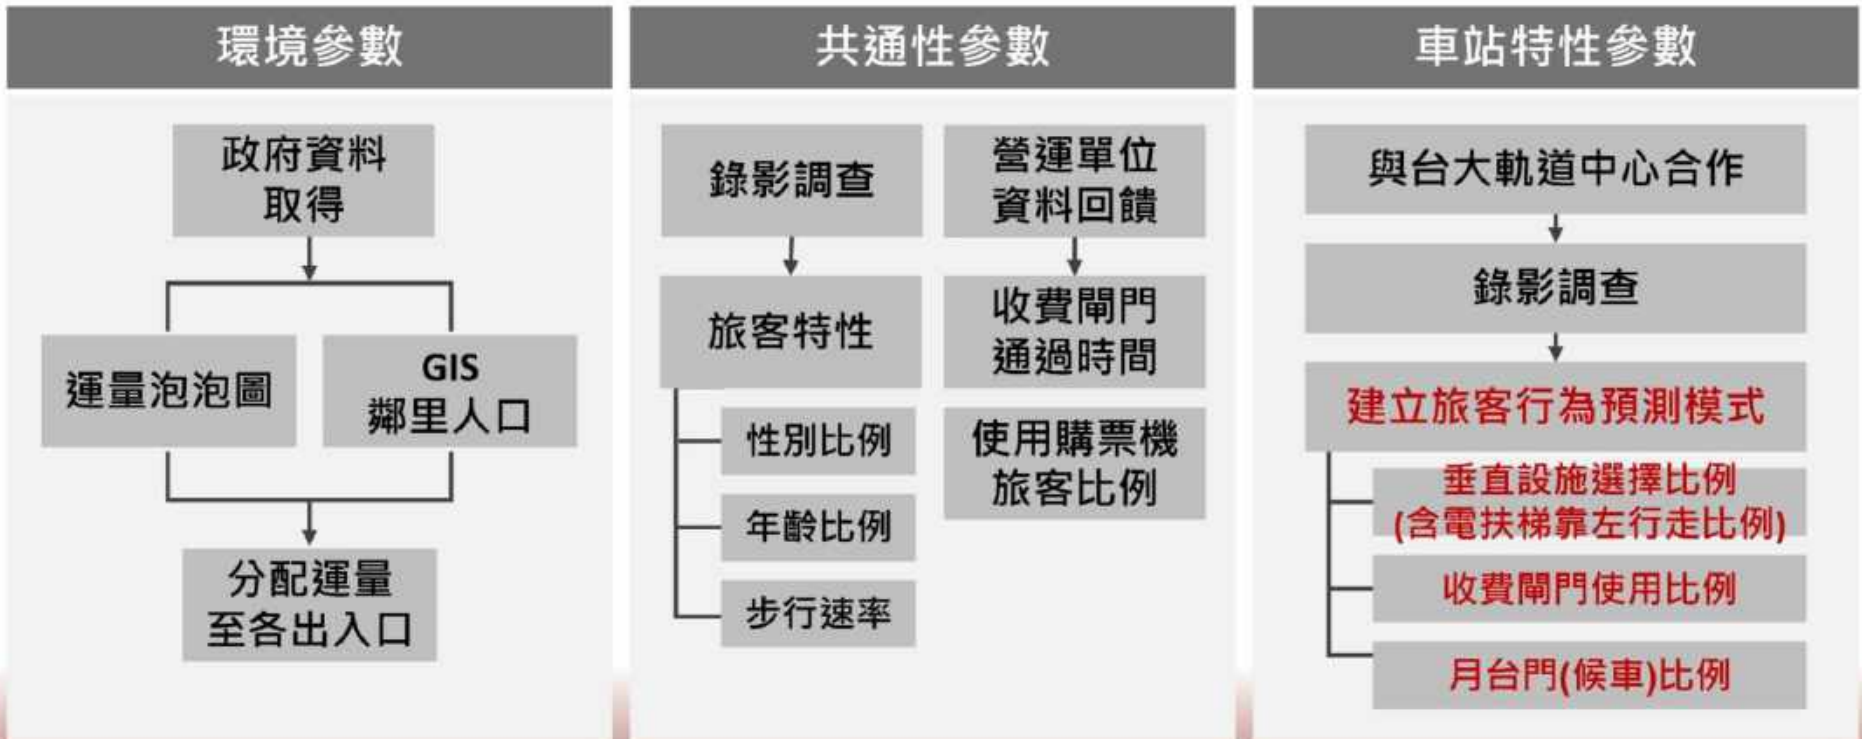 環境參數
政府資料
取得
運量泡泡圖
GIS
鄰里人口
分配運量
至各出入口
共通性參數
錄影調查
旅客特性
性別比例
年齡比例
步行速率
營運單位
資料回饋
收費閘門
通過時間
使用購票機
旅客比例
車站特性參數
與台大軌道中心合作
錄影調查
建立旅客行為預測模式
垂直設施選擇比例
(含電扶梯靠左行走比例)
收費閘門使用比例
月台門(候車)比例